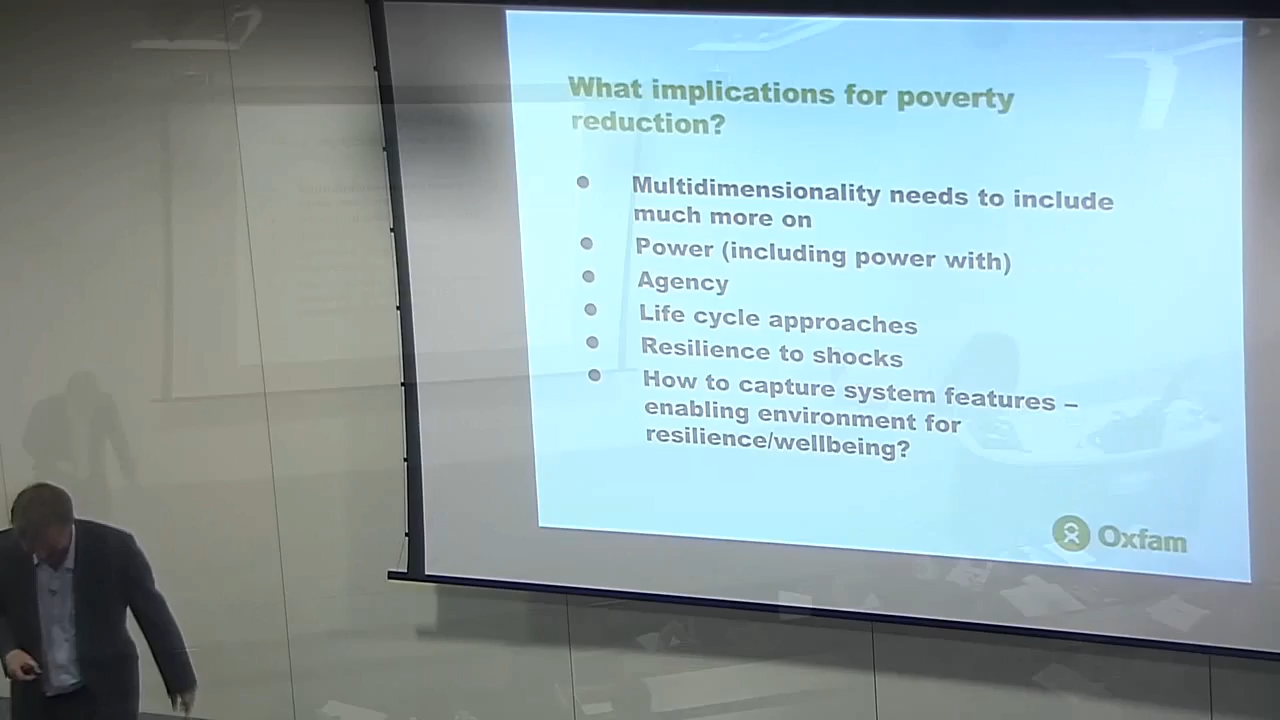 What implications for poverty
reduction?
Multidimensionality needs to include
much more on
Power (including power with)
Agency
Life cycle approaches
Resilience to shocks
How to capture system features –
enabling environment for
resilience/wellbeing?
Oxfam